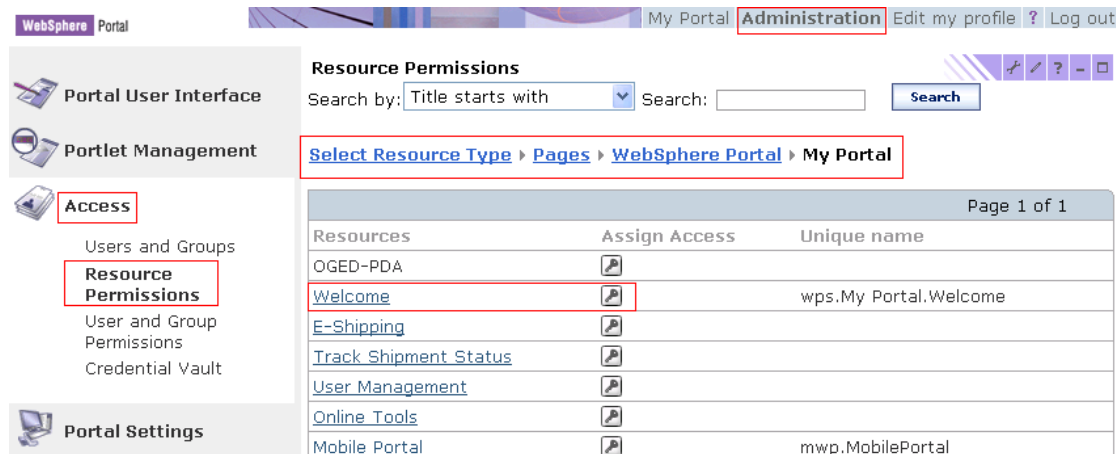 WebSphere Portal
My Portal Administration Edit my profile ? Log out
Portal User Interface
Portlet Management
Access
Users and Groups
Resource
Permissions
User and Group
Permissions
Credential Vault
Portal Settings
Resource Permissions
?
Search by: Title starts with Search: Search
Select Resource Type Pages WebSphere Portal My Portal
Page 1 of 1
Resources Assign Access Unique name
OGED-PDA
Welcome wps.My Portal.Welcome
E-Shipping
Track Shipment Status
User Management
Online Tools
Mobile Portal mwp.MobilePortal